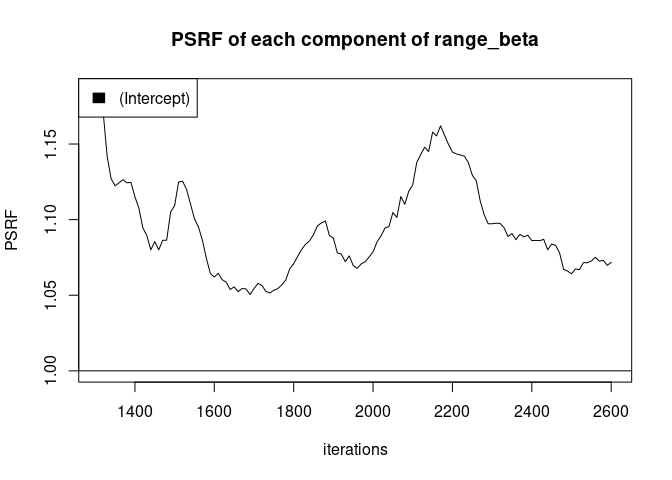 PSRF of each component of range_beta
(Intercept)
PSRF
1.15
1.10
1.05
1.00
1400 1600 1800 2000 2200 2400 2600
iterations